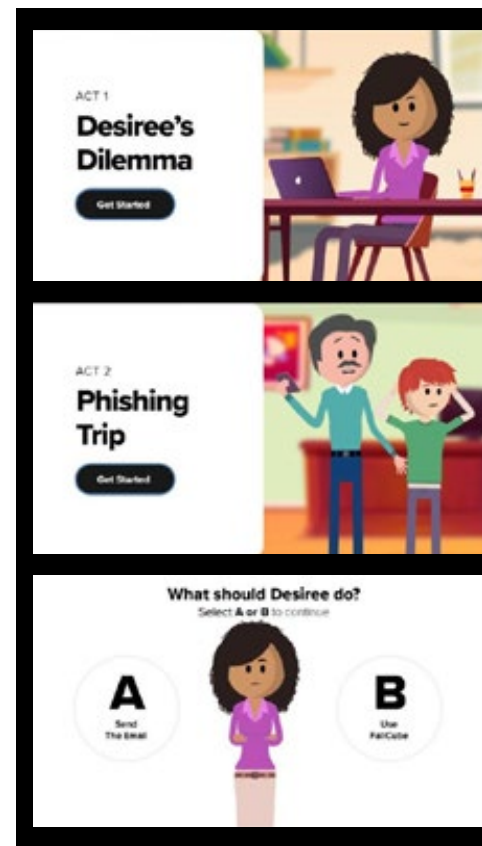 ACT 1
Desiree's
Dilemma
Get Started
ACT 2
Phishing
Trip
Get Started
What should Desiree do?
Select A or B to continue
A
Send
The Email
B
Use